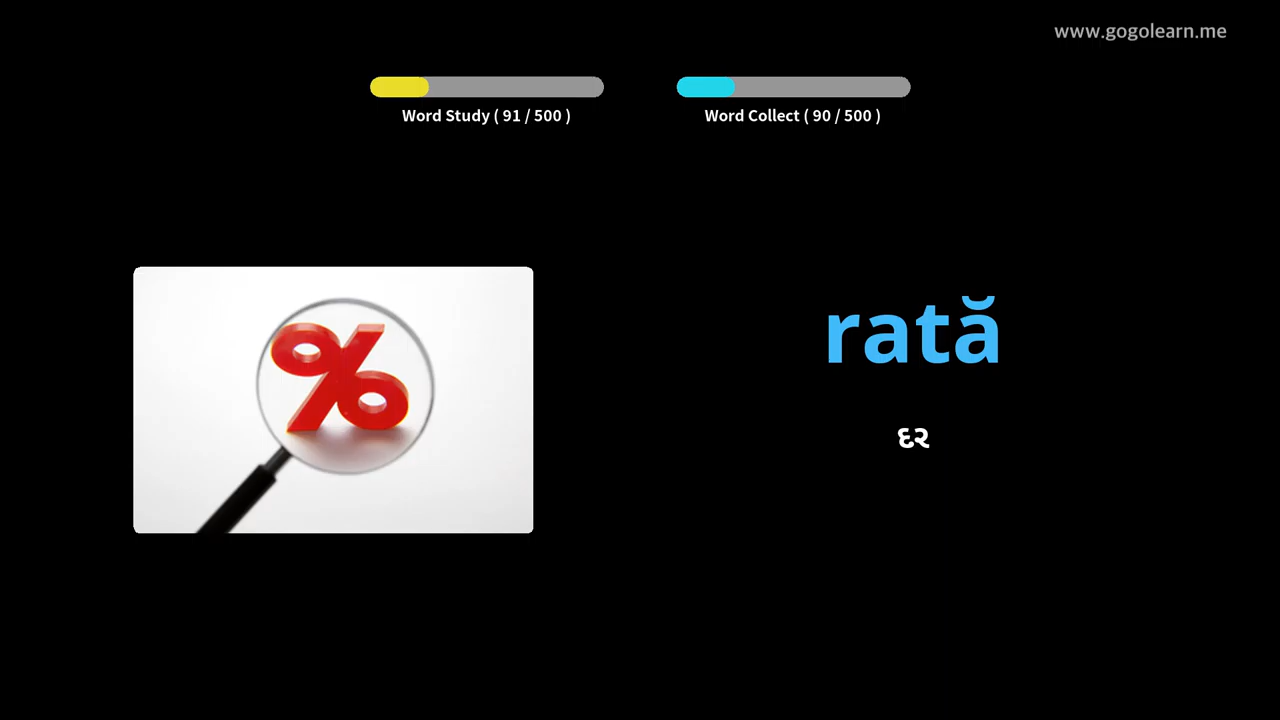 www.gogolearn.me
Word Study ( 91 / 500 )
Word Collect ( 90 / 500 )
%
rată
દર